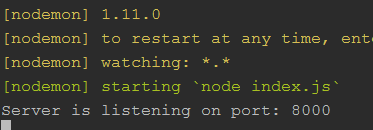 [nodemon] 1.11.0
[nodemon] to restart at any time, ente
[nodemon] watching: *.*
[nodemon] starting `node index.js`
Server is listening on port: 8000